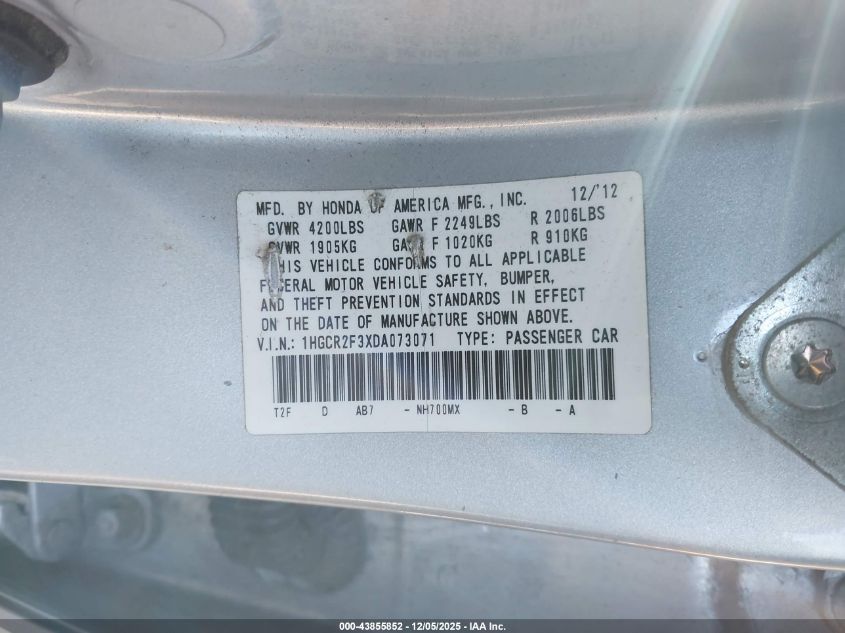 MFD. BY HONDA OF AMERICA MFG., INC. 12/'12
GVWR 4200LBS GAWR F 2249LBS R 2006LBS
GVWR 1905KG GAWR F 1020KG R 910KG
THIS VEHICLE CONFORMS TO ALL APPLICABLE
FEDERAL MOTOR VEHICLE SAFETY, BUMPER,
AND THEFT PREVENTION STANDARDS IN EFFECT
ON THE DATE OF MANUFACTURE SHOWN ABOVE.
V.I.N.: 1HGCR2F3XDA073071 TYPE: PASSENGER CAR
T2F D AB7 - NH700MX - B - A
000-43855852 - 12/05/2025 - IAA Inc.